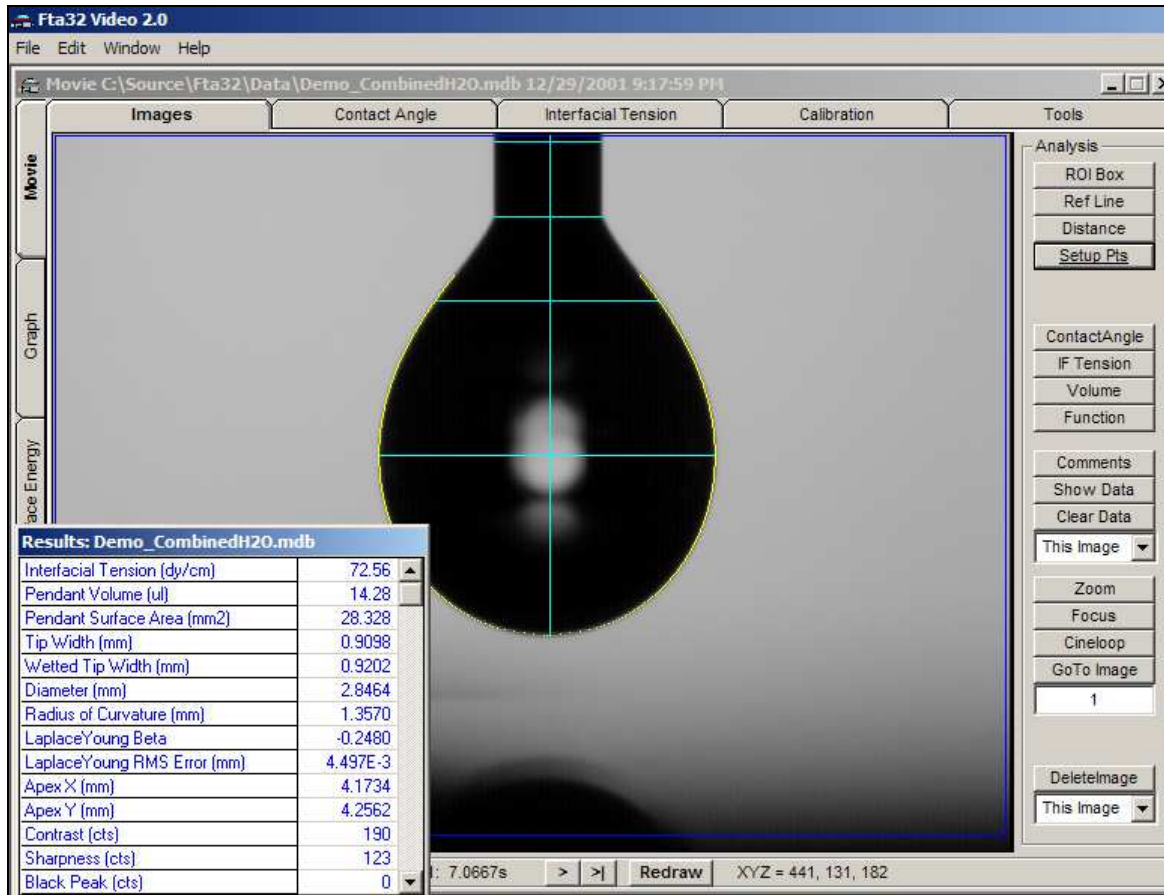 Fta32 Video 2.0
File Edit Window Help
Movie C:\Source\Fta32\Data\Demo_CombinedH2O.mdb 12/29/2001 9:17:59 PM
Images Contact Angle Interfacial Tension Calibration Tools
Movie
Graph
ace Energy
Analysis
ROI Box
Ref Line
Distance
Setup Pts
ContactAngle
IF Tension
Volume
Function
Comments
Show Data
Clear Data
This Image
Zoom
Focus
Cineloop
GoTo Image
1
DeleteImage
This Image
Results: Demo_CombinedH2O.mdb
Interfacial Tension (dy/cm) 72.56
Pendant Volume (ul) 14.28
Pendant Surface Area (mm2) 28.328
Tip Width (mm) 0.9098
Wetted Tip Width (mm) 0.9202
Diameter (mm) 2.8464
Radius of Curvature (mm) 1.3570
LaplaceYoung Beta -0.2480
LaplaceYoung RMS Error (mm) 4.497E-3
Apex X (mm) 4.1734
Apex Y (mm) 4.2562
Contrast (cts) 190
Sharpness (cts) 123
Black Peak (cts) 0
: 7.0667s > >| Redraw XYZ = 441, 131, 182